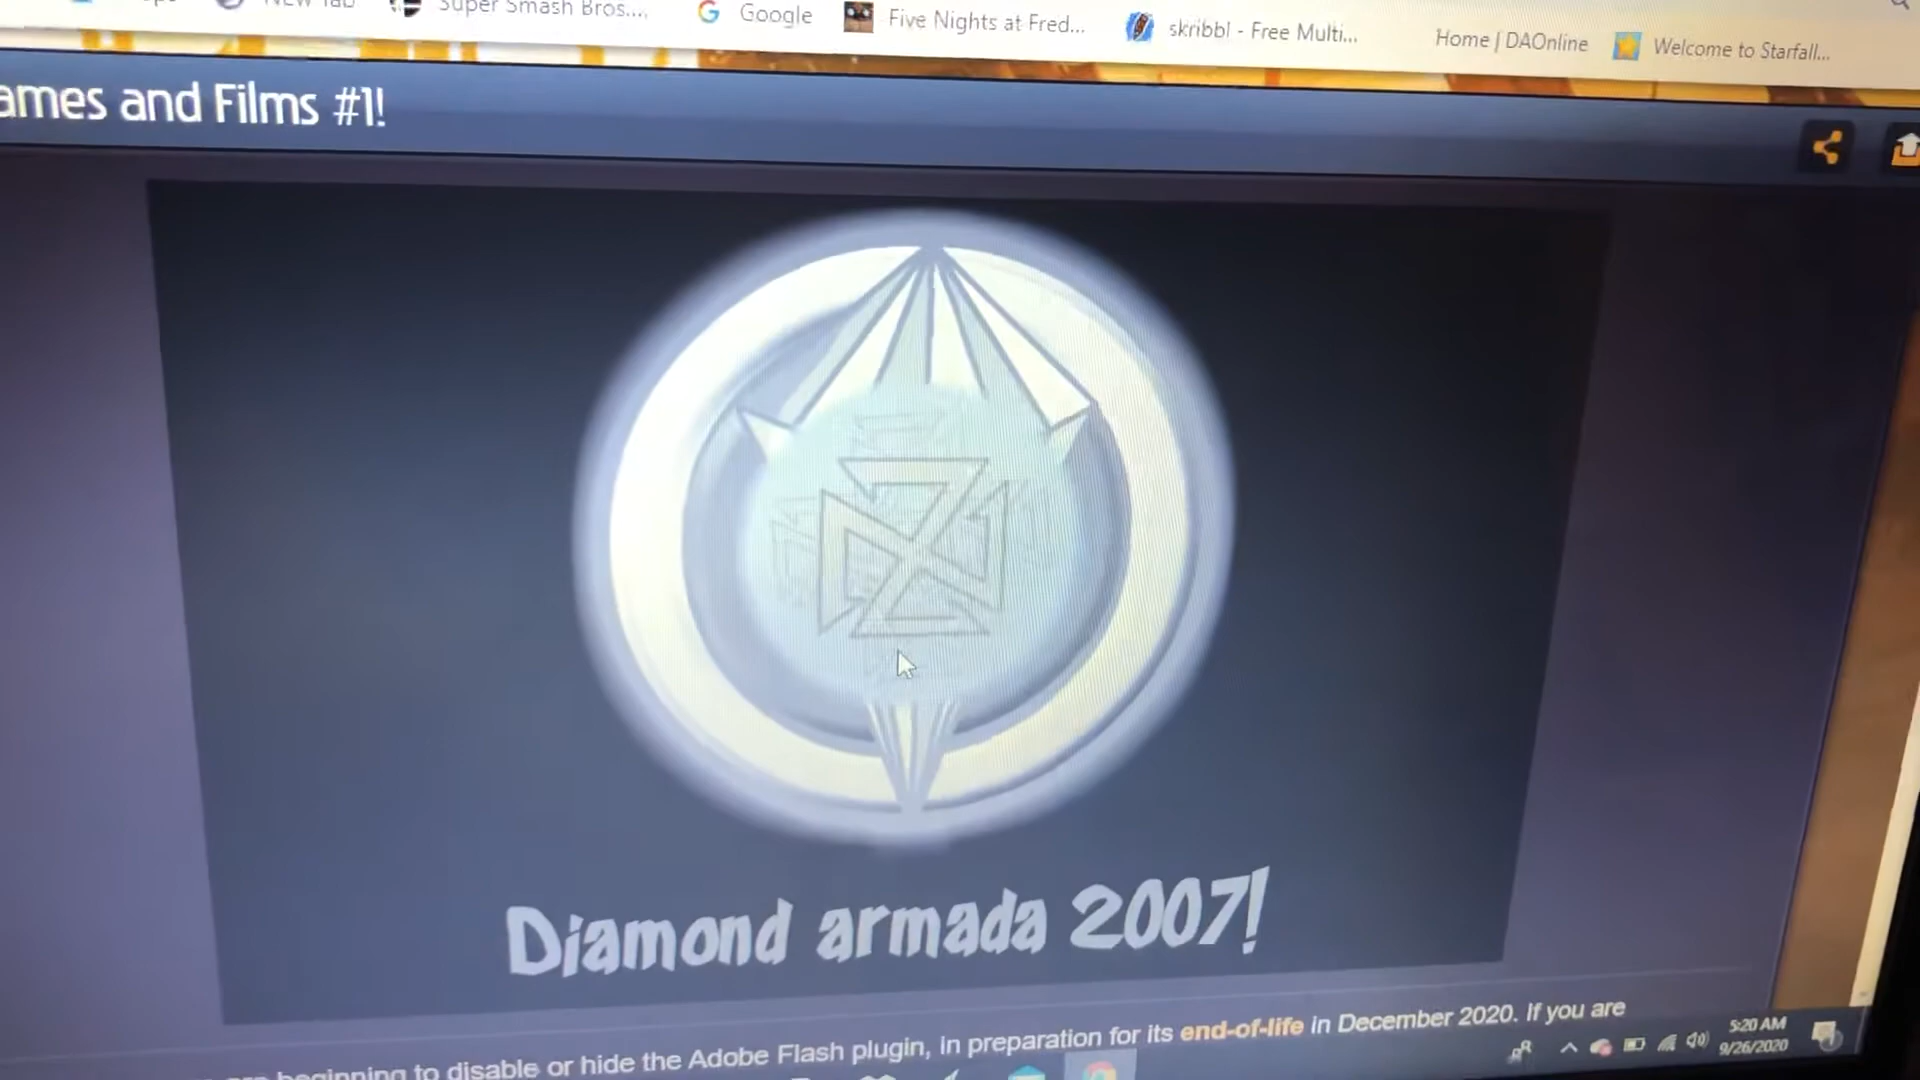 New Tab
Super Smash Bros....
Google
Five Nights at Fred...
skribbl - Free Multi...
Home | DAOnline
Welcome to Starfall...
ames and Films #1!
Diamond armada 2007!
beginning to disable or hide the Adobe Flash plugin, in preparation for its end-of-life in December 2020. If you are
5:20 AM
9/26/2020